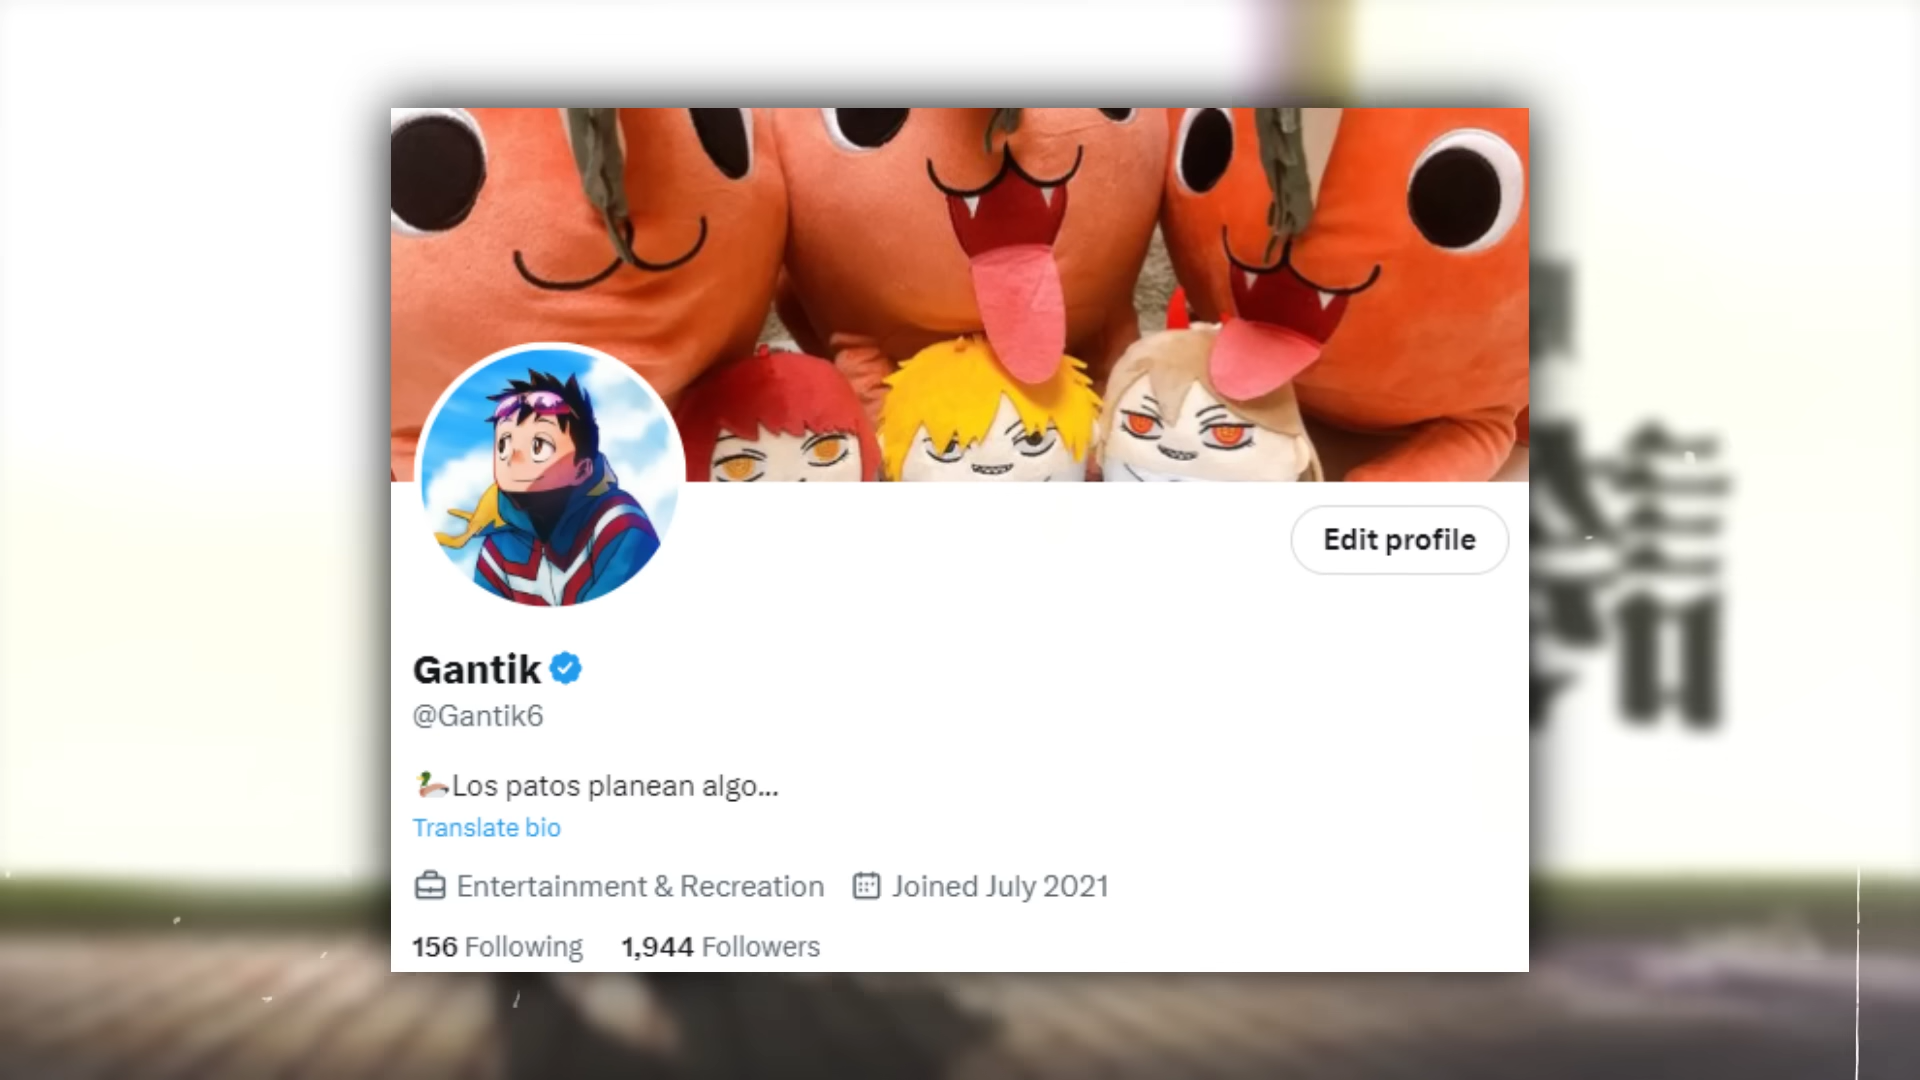 Edit profile
Gantik
@Gantik6
🦆Los patos planean algo...
Translate bio
Entertainment & Recreation Joined July 2021
156 Following 1,944 Followers